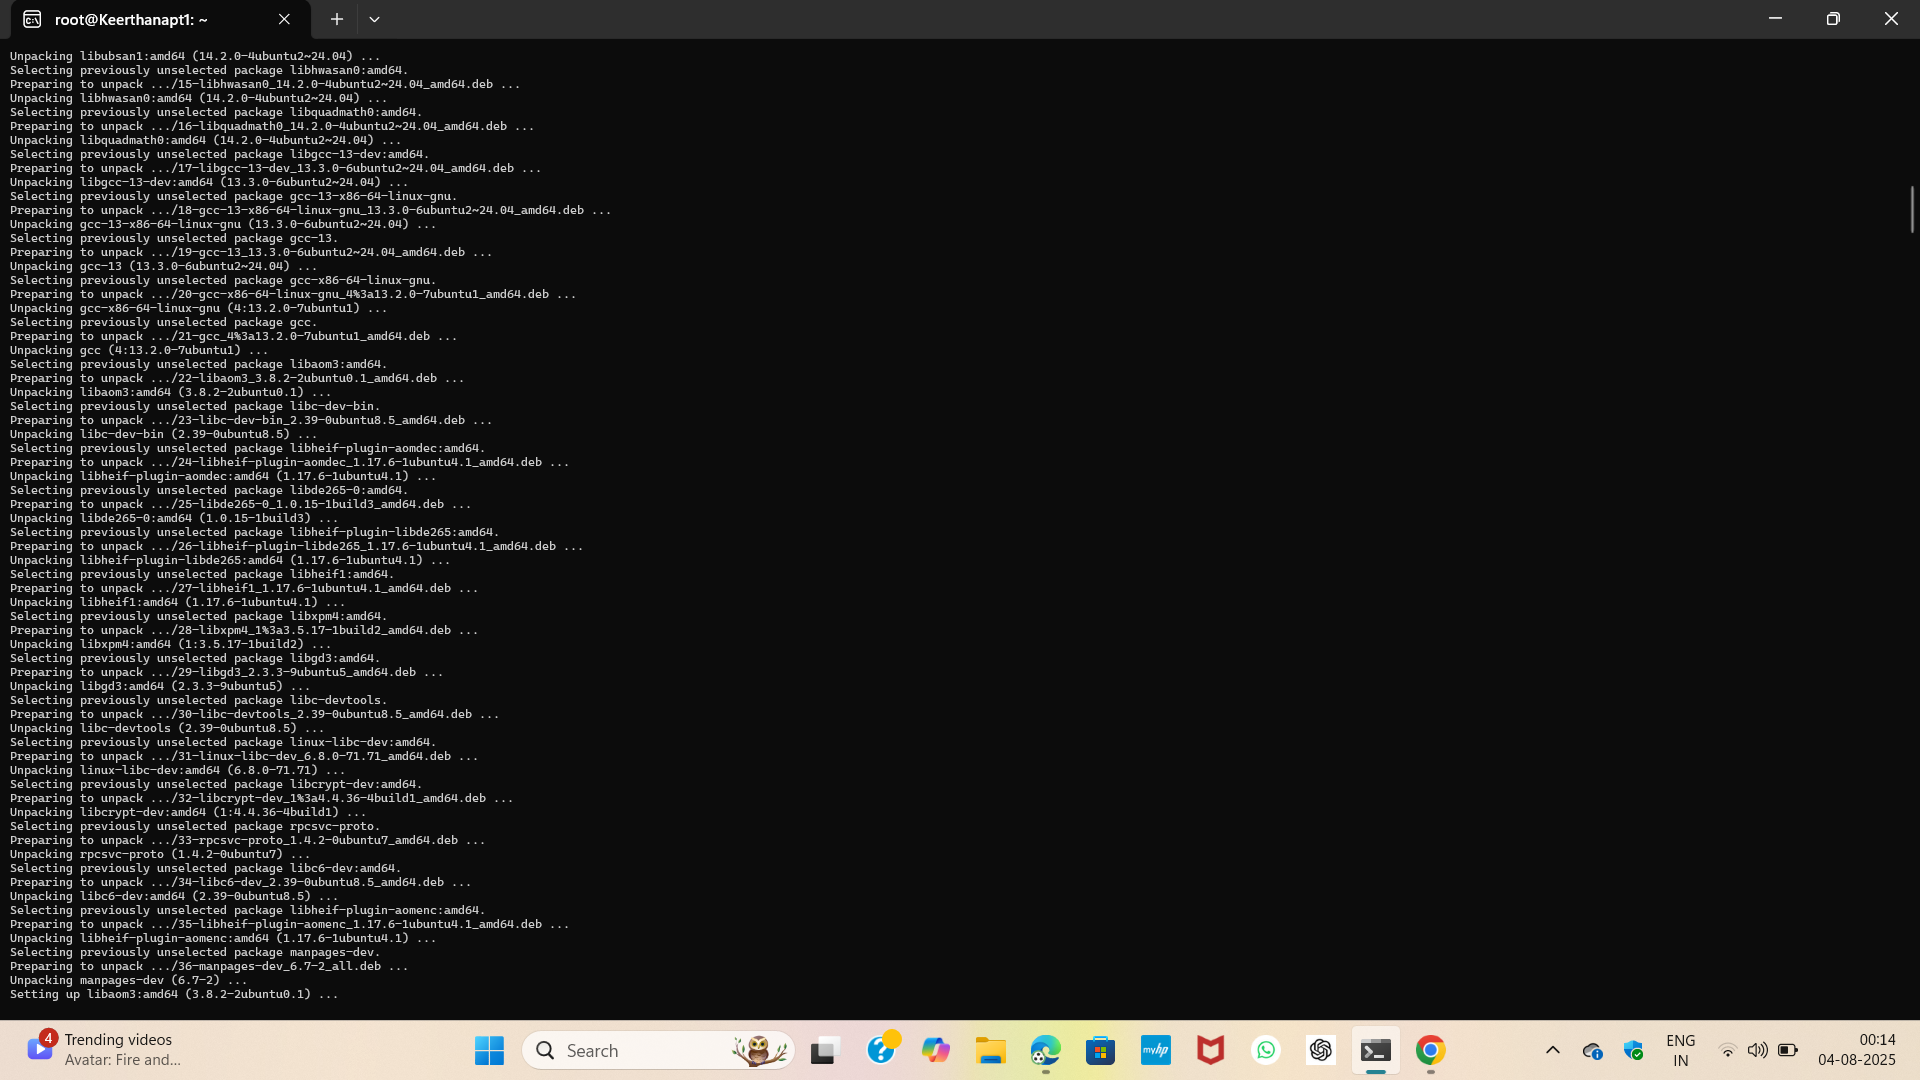 root@Keerthanapt1: ~
Unpacking libubsan1:amd64 (14.2.0-4ubuntu2~24.04) ...
Selecting previously unselected package libhwasan0:amd64.
Preparing to unpack .../15-libhwasan0_14.2.0-4ubuntu2~24.04_amd64.deb ...
Unpacking libhwasan0:amd64 (14.2.0-4ubuntu2~24.04) ...
Selecting previously unselected package libquadmath0:amd64.
Preparing to unpack .../16-libquadmath0_14.2.0-4ubuntu2~24.04_amd64.deb ...
Unpacking libquadmath0:amd64 (14.2.0-4ubuntu2~24.04) ...
Selecting previously unselected package libgcc-13-dev:amd64.
Preparing to unpack .../17-libgcc-13-dev_13.3.0-6ubuntu2~24.04_amd64.deb ...
Unpacking libgcc-13-dev:amd64 (13.3.0-6ubuntu2~24.04) ...
Selecting previously unselected package gcc-13-x86-64-linux-gnu.
Preparing to unpack .../18-gcc-13-x86-64-linux-gnu_13.3.0-6ubuntu2~24.04_amd64.deb ...
Unpacking gcc-13-x86-64-linux-gnu (13.3.0-6ubuntu2~24.04) ...
Selecting previously unselected package gcc-13.
Preparing to unpack .../19-gcc-13_13.3.0-6ubuntu2~24.04_amd64.deb ...
Unpacking gcc-13 (13.3.0-6ubuntu2~24.04) ...
Selecting previously unselected package gcc-x86-64-linux-gnu.
Preparing to unpack .../20-gcc-x86-64-linux-gnu_4%3a13.2.0-7ubuntu1_amd64.deb ...
Unpacking gcc-x86-64-linux-gnu (4:13.2.0-7ubuntu1) ...
Selecting previously unselected package gcc.
Preparing to unpack .../21-gcc_4%3a13.2.0-7ubuntu1_amd64.deb ...
Unpacking gcc (4:13.2.0-7ubuntu1) ...
Selecting previously unselected package libaom3:amd64.
Preparing to unpack .../22-libaom3_3.8.2-2ubuntu0.1_amd64.deb ...
Unpacking libaom3:amd64 (3.8.2-2ubuntu0.1) ...
Selecting previously unselected package libc-dev-bin.
Preparing to unpack .../23-libc-dev-bin_2.39-0ubuntu8.5_amd64.deb ...
Unpacking libc-dev-bin (2.39-0ubuntu8.5) ...
Selecting previously unselected package libheif-plugin-aomdec:amd64.
Preparing to unpack .../24-libheif-plugin-aomdec_1.17.6-1ubuntu4.1_amd64.deb ...
Unpacking libheif-plugin-aomdec:amd64 (1.17.6-1ubuntu4.1) ...
Selecting previously unselected package libde265-0:amd64.
Preparing to unpack .../25-libde265-0_1.0.15-1build3_amd64.deb ...
Unpacking libde265-0:amd64 (1.0.15-1build3) ...
Selecting previously unselected package libheif-plugin-libde265:amd64.
Preparing to unpack .../26-libheif-plugin-libde265_1.17.6-1ubuntu4.1_amd64.deb ...
Unpacking libheif-plugin-libde265:amd64 (1.17.6-1ubuntu4.1) ...
Selecting previously unselected package libheif1:amd64.
Preparing to unpack .../27-libheif1_1.17.6-1ubuntu4.1_amd64.deb ...
Unpacking libheif1:amd64 (1.17.6-1ubuntu4.1) ...
Selecting previously unselected package libxpm4:amd64.
Preparing to unpack .../28-libxpm4_1%3a3.5.17-1build2_amd64.deb ...
Unpacking libxpm4:amd64 (1:3.5.17-1build2) ...
Selecting previously unselected package libgd3:amd64.
Preparing to unpack .../29-libgd3_2.3.3-9ubuntu5_amd64.deb ...
Unpacking libgd3:amd64 (2.3.3-9ubuntu5) ...
Selecting previously unselected package libc-devtools.
Preparing to unpack .../30-libc-devtools_2.39-0ubuntu8.5_amd64.deb ...
Unpacking libc-devtools (2.39-0ubuntu8.5) ...
Selecting previously unselected package linux-libc-dev:amd64.
Preparing to unpack .../31-linux-libc-dev_6.8.0-71.71_amd64.deb ...
Unpacking linux-libc-dev:amd64 (6.8.0-71.71) ...
Selecting previously unselected package libcrypt-dev:amd64.
Preparing to unpack .../32-libcrypt-dev_1%3a4.4.36-4build1_amd64.deb ...
Unpacking libcrypt-dev:amd64 (1:4.4.36-4build1) ...
Selecting previously unselected package rpcsvc-proto.
Preparing to unpack .../33-rpcsvc-proto_1.4.2-0ubuntu7_amd64.deb ...
Unpacking rpcsvc-proto (1.4.2-0ubuntu7) ...
Selecting previously unselected package libc6-dev:amd64.
Preparing to unpack .../34-libc6-dev_2.39-0ubuntu8.5_amd64.deb ...
Unpacking libc6-dev:amd64 (2.39-0ubuntu8.5) ...
Selecting previously unselected package libheif-plugin-aomenc:amd64.
Preparing to unpack .../35-libheif-plugin-aomenc_1.17.6-1ubuntu4.1_amd64.deb ...
Unpacking libheif-plugin-aomenc:amd64 (1.17.6-1ubuntu4.1) ...
Selecting previously unselected package manpages-dev.
Preparing to unpack .../36-manpages-dev_6.7-2_all.deb ...
Unpacking manpages-dev (6.7-2) ...
Setting up libaom3:amd64 (3.8.2-2ubuntu0.1) ...
4
Trending videos
Avatar: Fire and...
Search
myhp
ENG
IN
00:14
04-08-2025